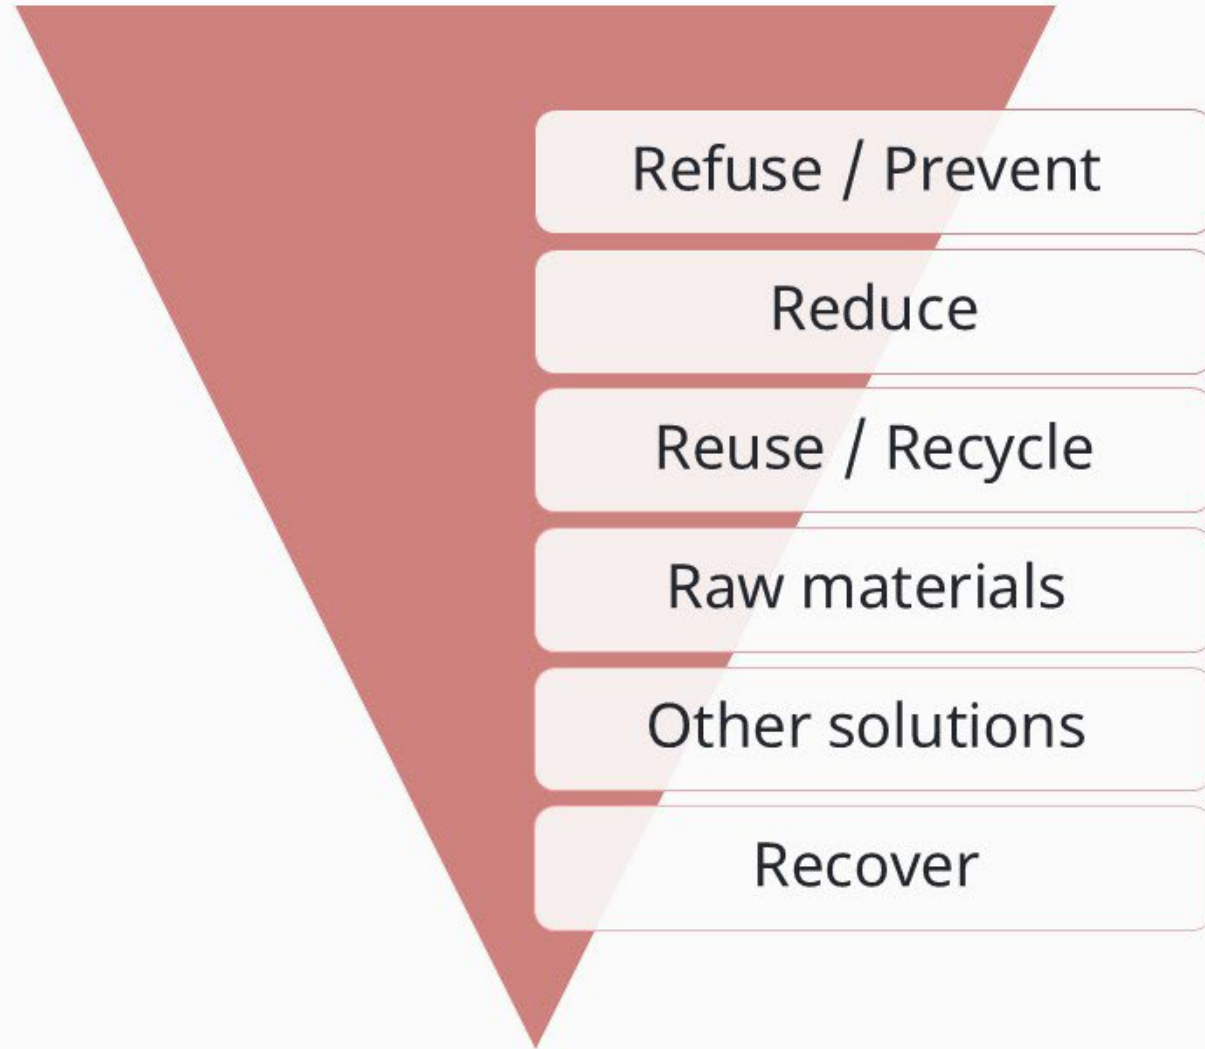 Refuse / Prevent
Reduce
Reuse / Recycle
Raw materials
Other solutions
Recover